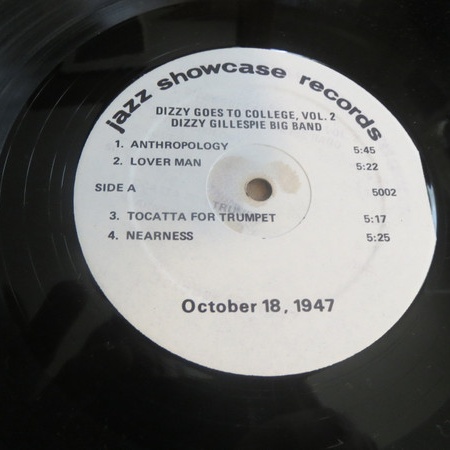 jazz showcase records
DIZZY GOES TO COLLEGE, VOL. 2
DIZZY GILLESPIE BIG BAND
1. ANTHROPOLOGY 5:45
2. LOVER MAN 5:22
SIDE A 5002
3. TOCATTA FOR TRUMPET 5:17
4. NEARNESS 5:25
October 18, 1947